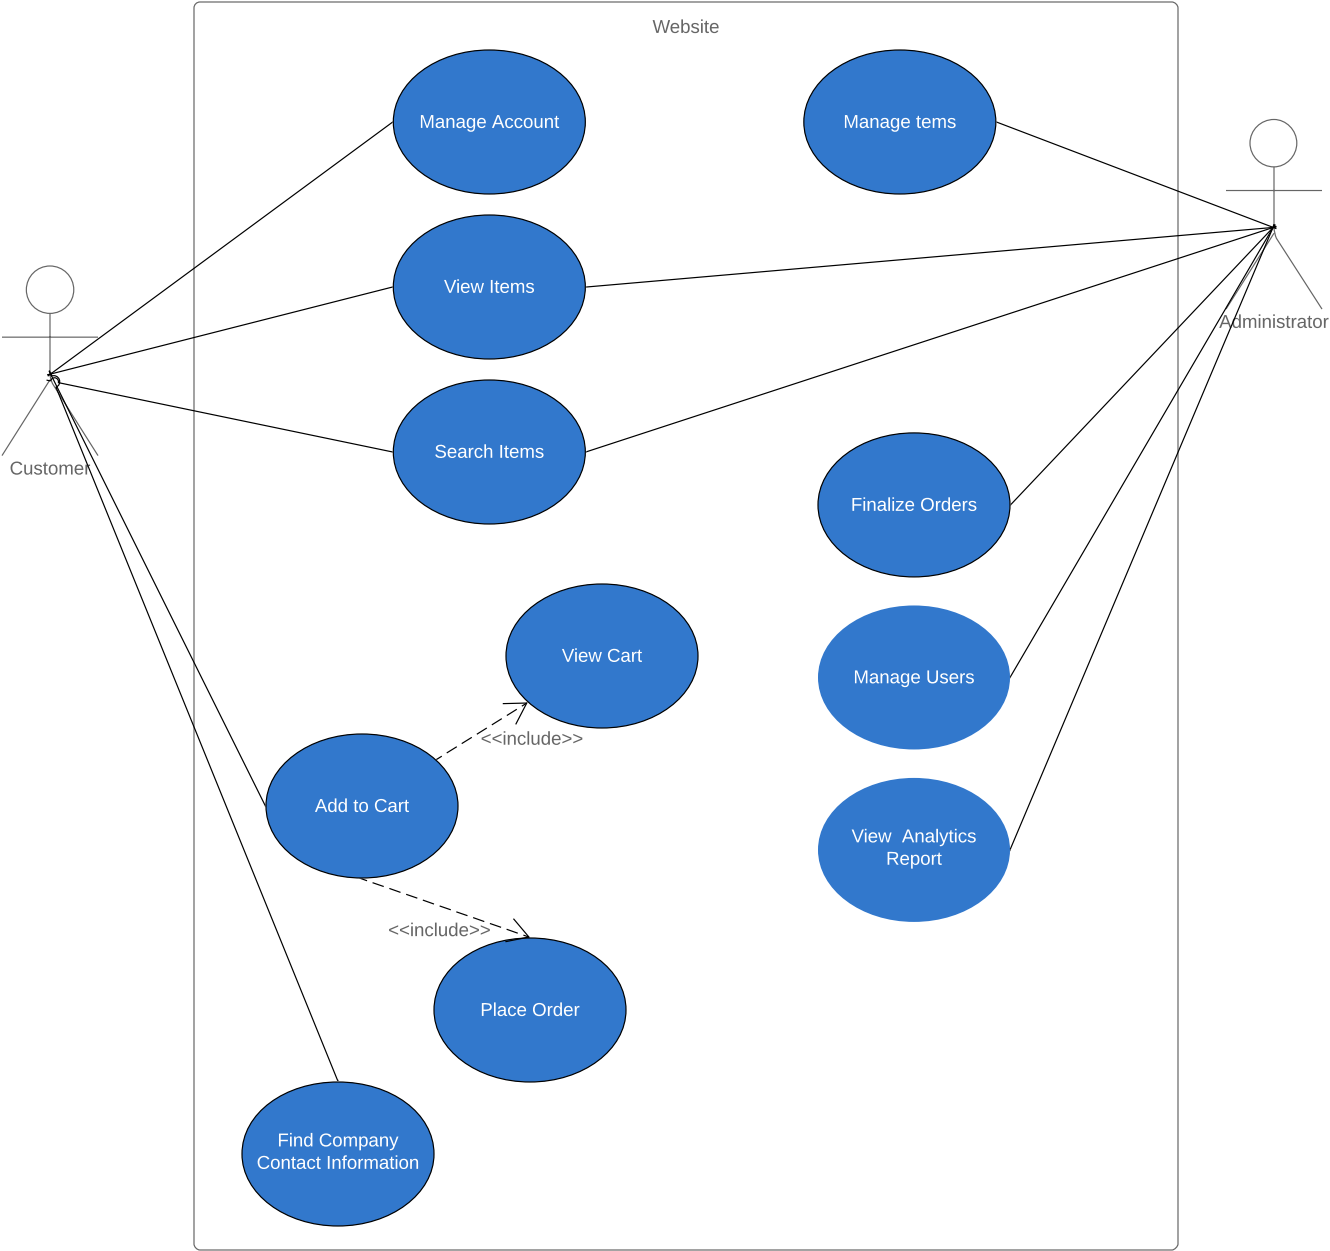 Website
Manage Account
Manage tems
View Items
Administrator
Search Items
Customer
Finalize Orders
View Cart
Manage Users
<<include>>
Add to Cart
View  Analytics
Report
<<include>>
Place Order
Find Company
Contact Information